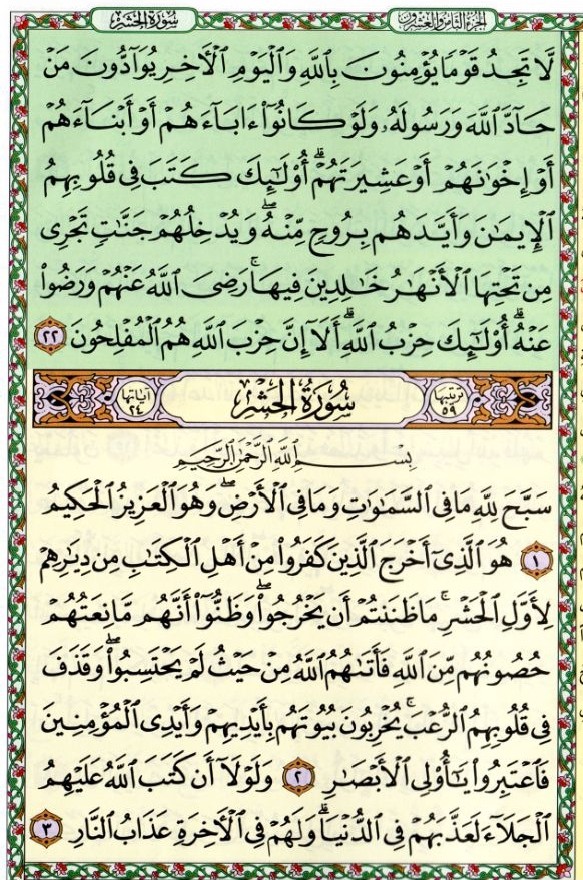 الجزء الثامن والعشرون
سورة الحشر
لَّا تَجِدُ قَوْمًا يُؤْمِنُونَ بِٱللَّهِ وَٱلْيَوْمِ ٱلْـَٔاخِرِ يُوَآدُّونَ مَنْ
حَآدَّ ٱللَّهَ وَرَسُولَهُۥ وَلَوْ كَانُوٓا۟ ءَابَآءَهُمْ أَوْ أَبْنَآءَهُمْ
أَوْ إِخْوَٰنَهُمْ أَوْ عَشِيرَتَهُمْ ۚ أُو۟لَـٰٓئِكَ كَتَبَ فِى قُلُوبِهِمُ
ٱلْإِيمَـٰنَ وَأَيَّدَهُم بِرُوحٍ مِّنْهُ ۖ وَيُدْخِلُهُمْ جَنَّـٰتٍ تَجْرِى
مِن تَحْتِهَا ٱلْأَنْهَـٰرُ خَـٰلِدِينَ فِيهَا ۚ رَضِىَ ٱللَّهُ عَنْهُمْ وَرَضُوا۟
عَنْهُ ۚ أُو۟لَـٰٓئِكَ حِزْبُ ٱللَّهِ ۚ أَلَآ إِنَّ حِزْبَ ٱللَّهِ هُمُ ٱلْمُفْلِحُونَ ٢٢
ترتيبها ٥٩ سُورَةُ الحَشْرِ آياتها ٢٤
بِسْمِ ٱللَّهِ ٱلرَّحْمَـٰنِ ٱلرَّحِيمِ
سَبَّحَ لِلَّهِ مَا فِى ٱلسَّمَـٰوَٰتِ وَمَا فِى ٱلْأَرْضِ ۖ وَهُوَ ٱلْعَزِيزُ ٱلْحَكِيمُ
١ هُوَ ٱلَّذِىٓ أَخْرَجَ ٱلَّذِينَ كَفَرُوا۟ مِنْ أَهْلِ ٱلْكِتَـٰبِ مِن دِيَـٰرِهِمْ
لِأَوَّلِ ٱلْحَشْرِ ۚ مَا ظَنَنتُمْ أَن يَخْرُجُوا۟ ۖ وَظَنُّوٓا۟ أَنَّهُم مَّانِعَتُهُمْ
حُصُونُهُم مِّنَ ٱللَّهِ فَأَتَىٰهُمُ ٱللَّهُ مِنْ حَيْثُ لَمْ يَحْتَسِبُوا۟ ۖ وَقَذَفَ
فِى قُلُوبِهِمُ ٱلرُّعْبَ ۚ يُخْرِبُونَ بُيُوتَهُم بِأَيْدِيهِمْ وَأَيْدِى ٱلْمُؤْمِنِينَ
فَٱعْتَبِرُوا۟ يَـٰٓأُو۟لِى ٱلْأَبْصَـٰرِ ٢ وَلَوْلَآ أَن كَتَبَ ٱللَّهُ عَلَيْهِمُ
ٱلْجَلَآءَ لَعَذَّبَهُمْ فِى ٱلدُّنْيَا ۖ وَلَهُمْ فِى ٱلْـَٔاخِرَةِ عَذَابُ ٱلنَّارِ ٣